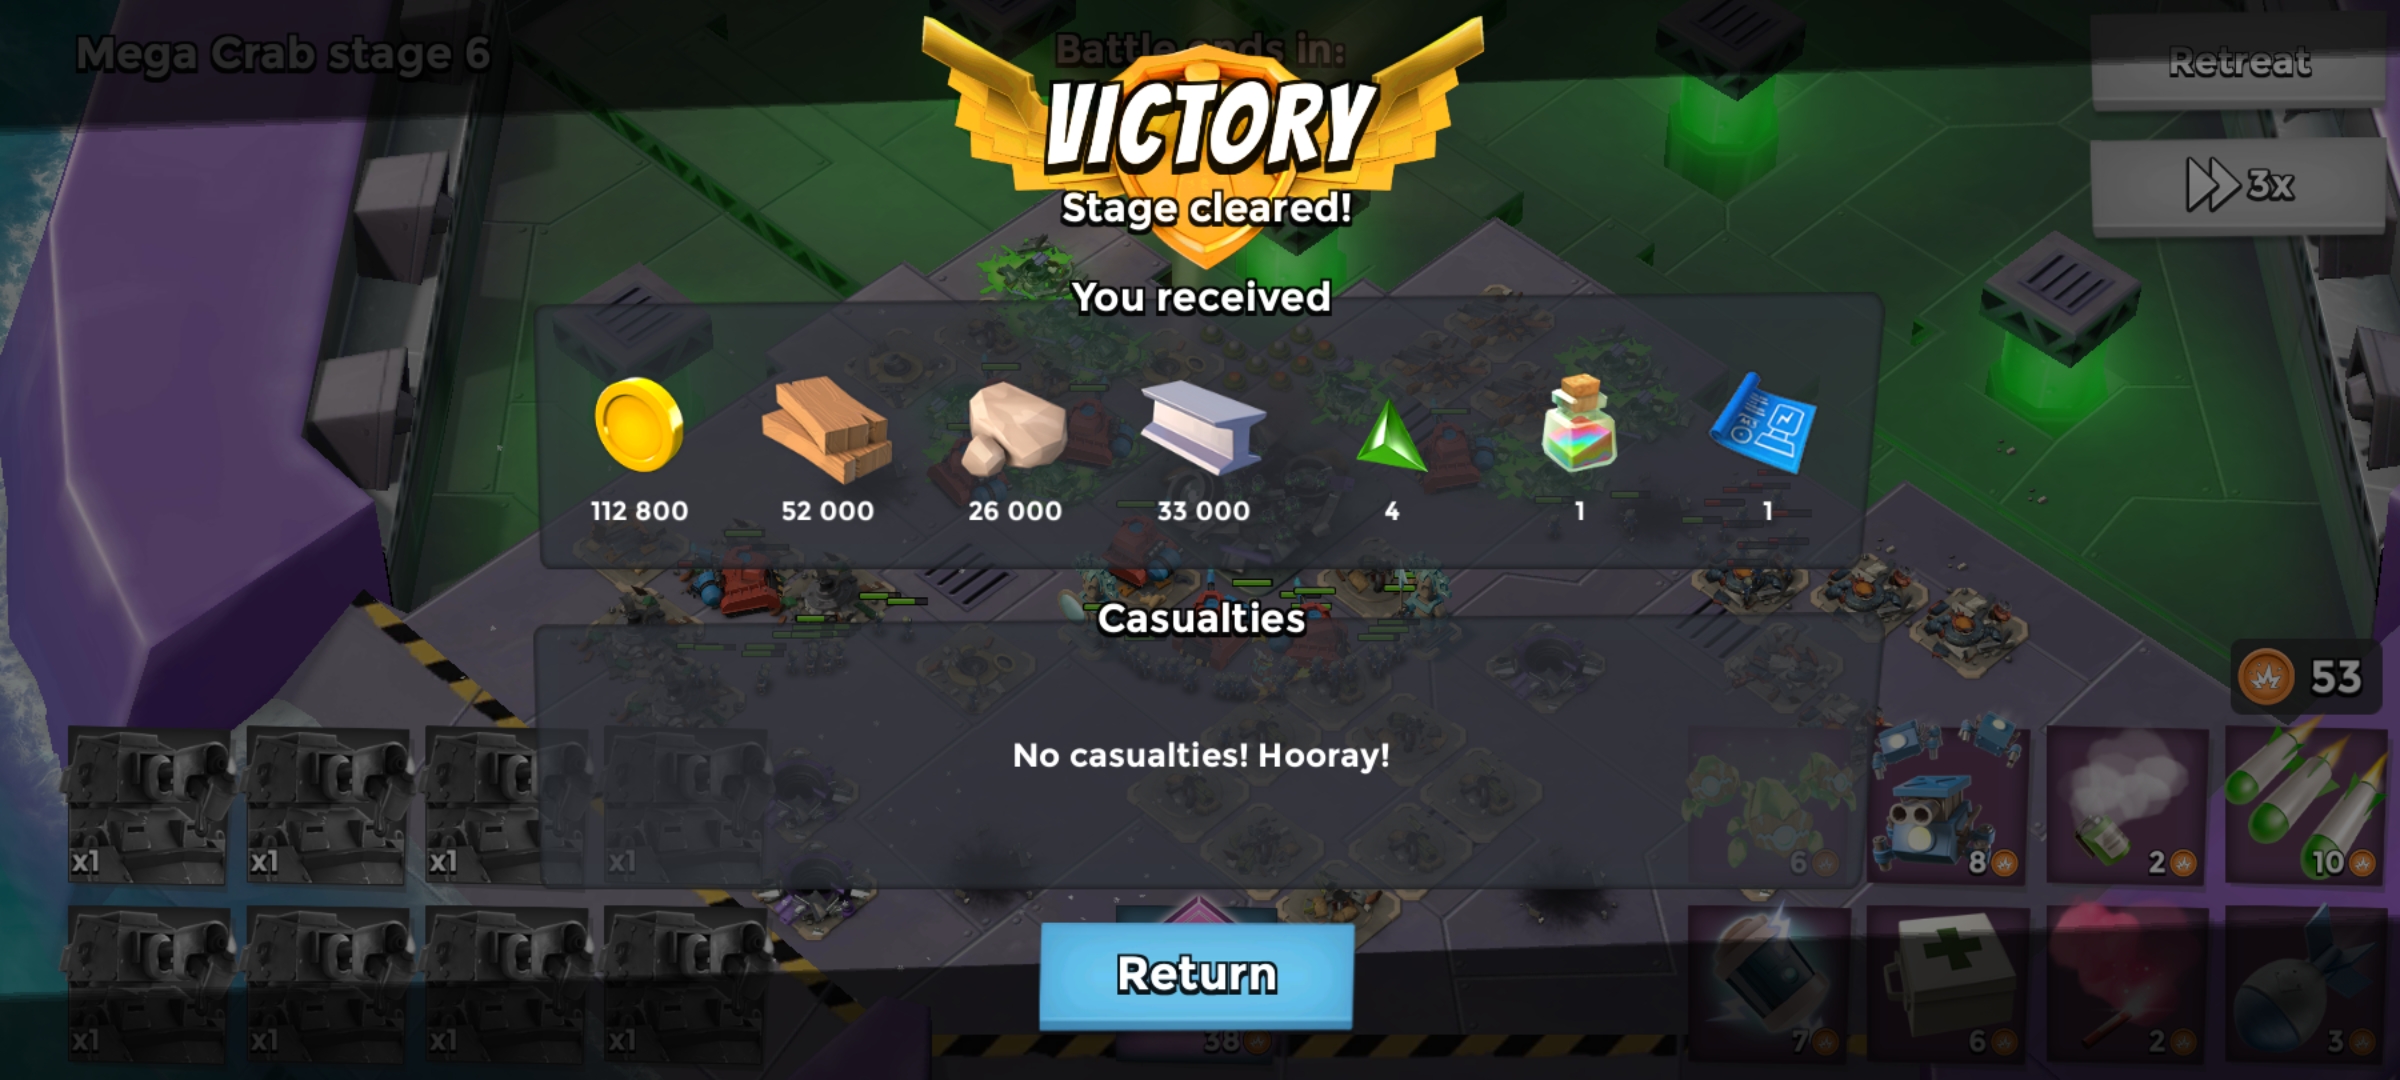 Mega Crab stage 6
Battle ends in:
Retreat
VICTORY
3x
Stage cleared!
You received
112 800
52 000
26 000
33 000
4
1
1
Casualties
53
No casualties! Hooray!
x1
x1
x1
x1
6
8
2
10
Return
x1
x1
x1
x1
38
7
6
2
3